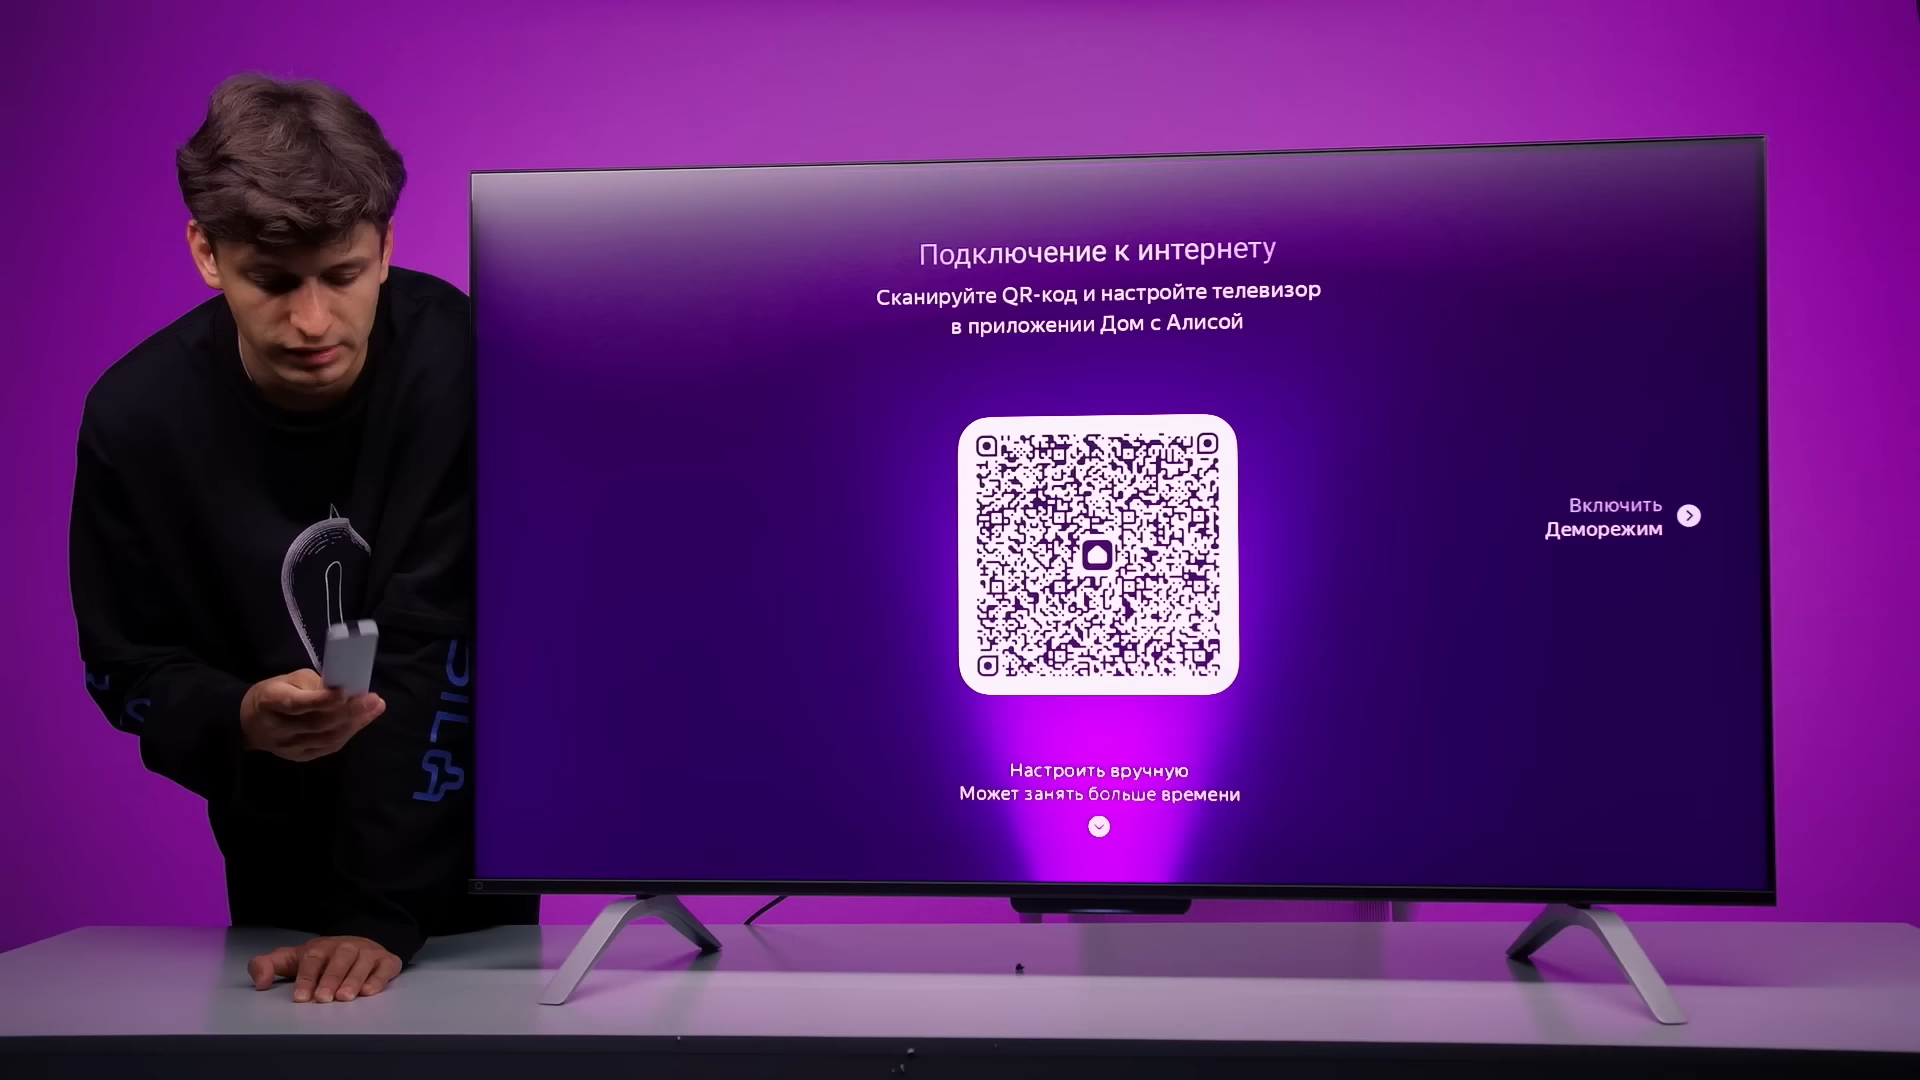 Подключение к интернету
Сканируйте QR-код и настройте телевизор
в приложении Дом с Алисой
Включить
Деморежим
Настроить вручную
Может занять больше времени